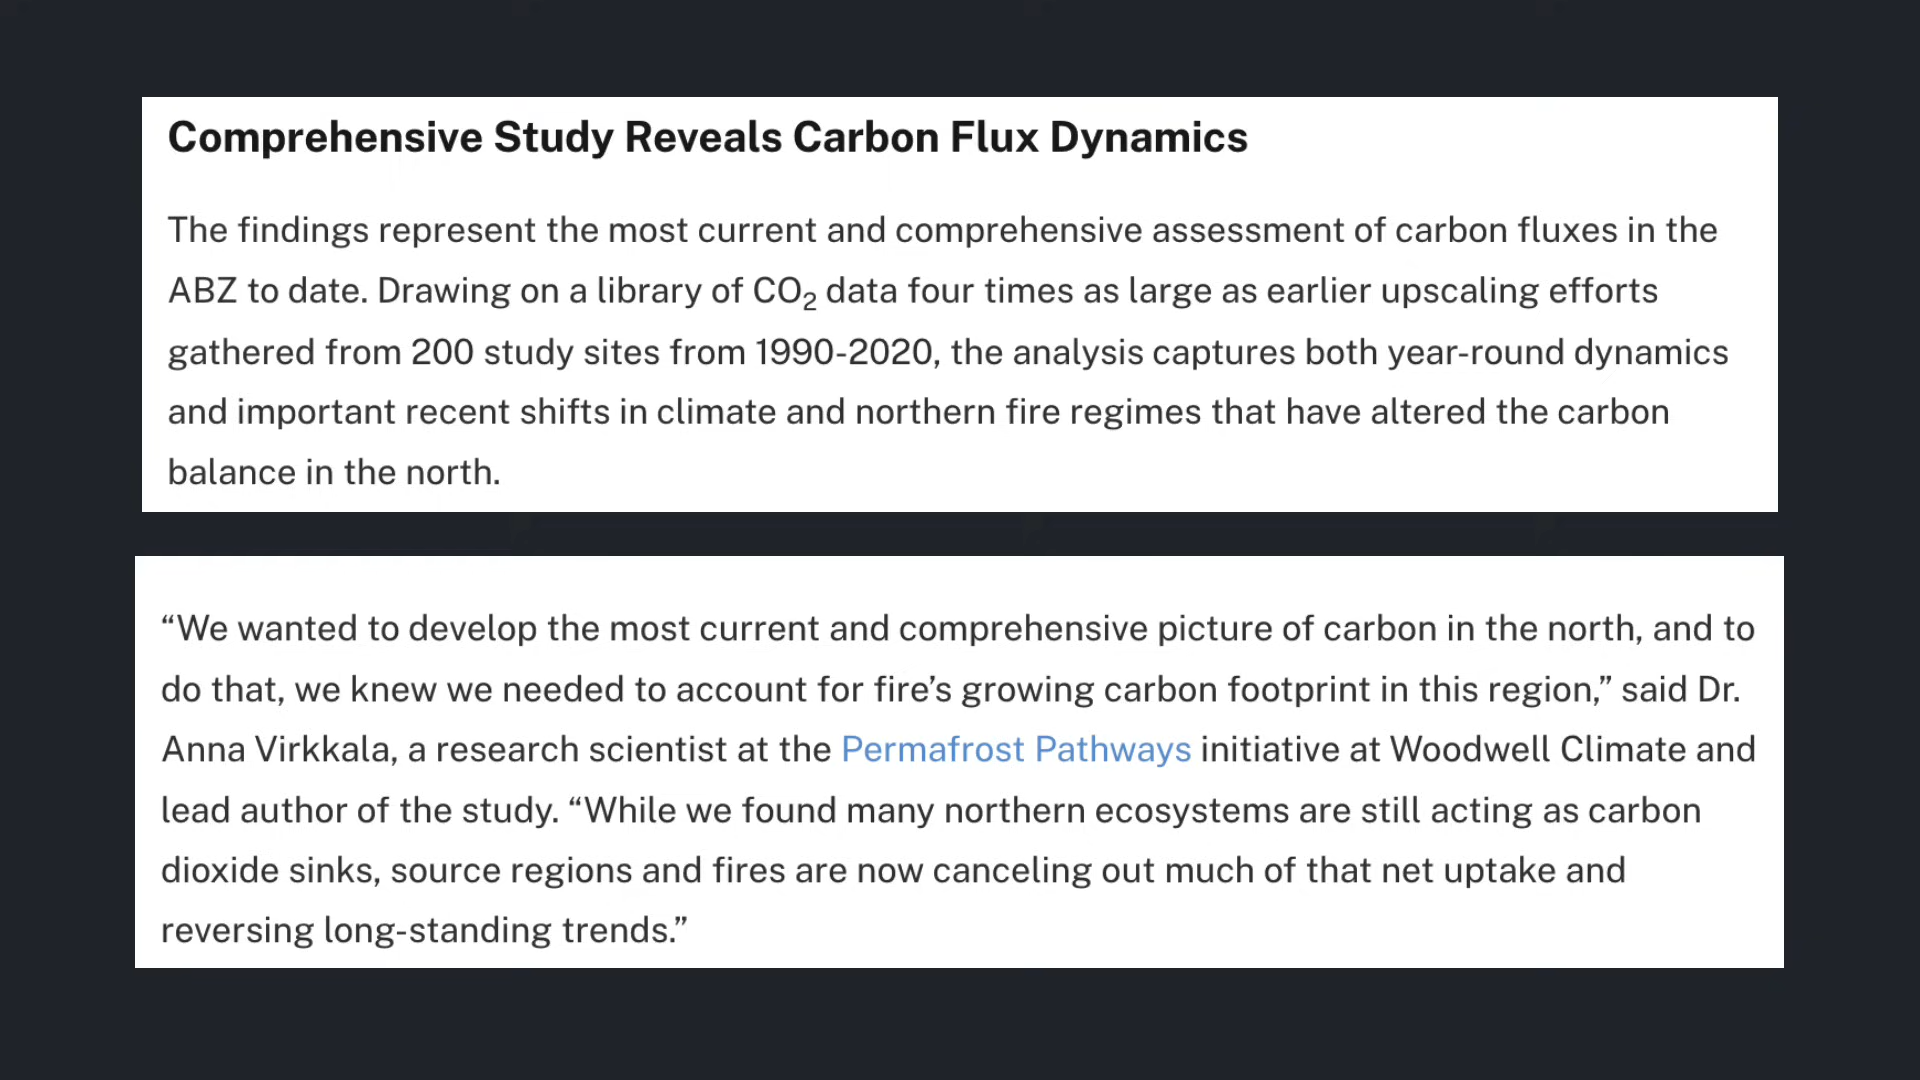 Comprehensive Study Reveals Carbon Flux Dynamics
The findings represent the most current and comprehensive assessment of carbon fluxes in the
ABZ to date. Drawing on a library of CO₂ data four times as large as earlier upscaling efforts
gathered from 200 study sites from 1990-2020, the analysis captures both year-round dynamics
and important recent shifts in climate and northern fire regimes that have altered the carbon
balance in the north.
“We wanted to develop the most current and comprehensive picture of carbon in the north, and to
do that, we knew we needed to account for fire’s growing carbon footprint in this region,” said Dr.
Anna Virkkala, a research scientist at the Permafrost Pathways initiative at Woodwell Climate and
lead author of the study. “While we found many northern ecosystems are still acting as carbon
dioxide sinks, source regions and fires are now canceling out much of that net uptake and
reversing long-standing trends.”